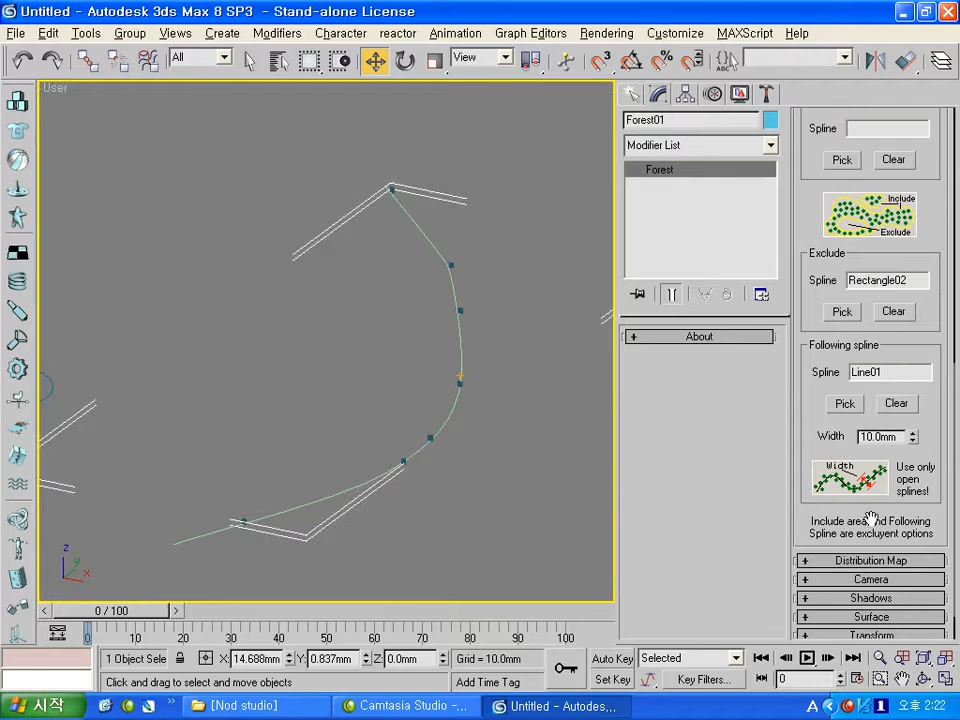 Untitled - Autodesk 3ds Max 8 SP3 - Stand-alone License
File Edit Tools Group Views Create Modifiers Character reactor Animation Graph Editors Rendering Customize MAXScript Help
All View
User
Forest01
Modifier List
Forest
About
Spline
Pick Clear
Include
Exclude
Exclude
Spline Rectangle02
Pick Clear
Following spline
Spline Line01
Pick Clear
Width 10.0mm
Width
Use only
open
splines!
Include area and Following
Spline are excluyent options
Distribution Map
Camera
Shadows
Surface
Transform
z
y
x
0 / 100
0 10 20 30 40 50 60 70 80 90 100
1 Object Sele X: 14.688mm Y: 0.837mm Z: 0.0mm Grid = 10.0mm Auto Key Selected
Click and drag to select and move objects Add Time Tag Set Key Key Filters... 0
시작 [Nod studio] Camtasia Studio - ... Untitled - Autodes... A 오후 2:22